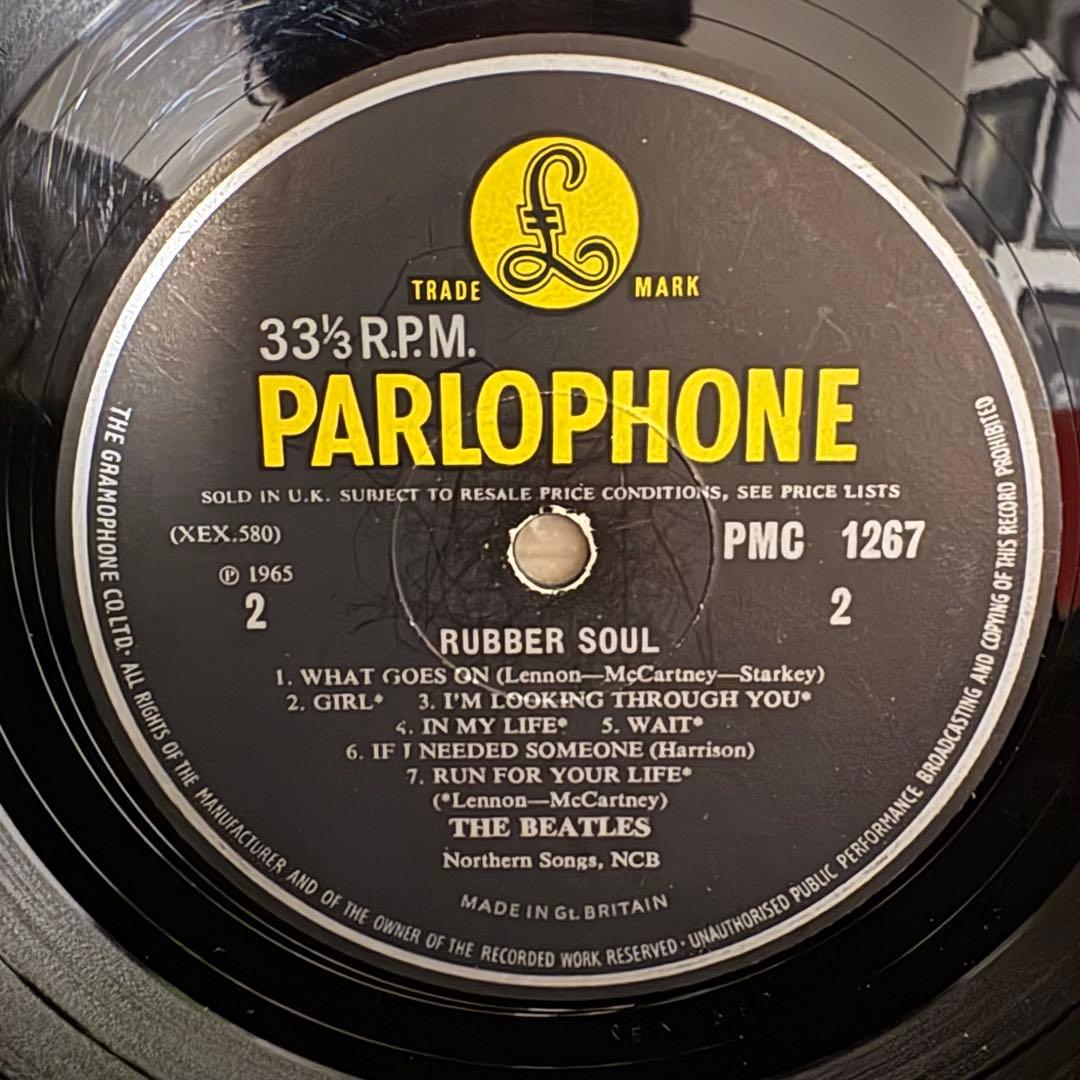 £
TRADE MARK
33⅓ R.P.M.
PARLOPHONE
SOLD IN U.K. SUBJECT TO RESALE PRICE CONDITIONS, SEE PRICE LISTS
(XEX.580) PMC 1267
℗ 1965
2 2
RUBBER SOUL
1. WHAT GOES ON (Lennon—McCartney—Starkey)
2. GIRL* 3. I'M LOOKING THROUGH YOU*
4. IN MY LIFE* 5. WAIT*
6. IF I NEEDED SOMEONE (Harrison)
7. RUN FOR YOUR LIFE*
(*Lennon—McCartney)
THE BEATLES
Northern Songs, NCB
MADE IN Gt. BRITAIN
THE GRAMOPHONE CO. LTD. · ALL RIGHTS OF THE MANUFACTURER AND OF THE OWNER OF THE RECORDED WORK RESERVED · UNAUTHORISED PUBLIC PERFORMANCE BROADCASTING AND COPYING OF THIS RECORD PROHIBITED